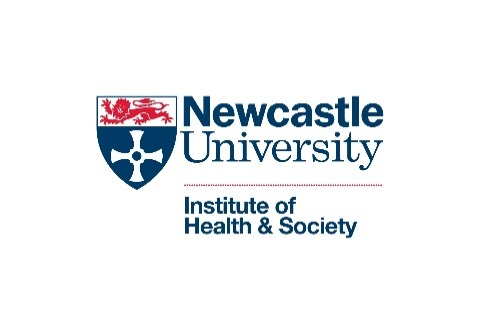 Newcastle
University
Institute of
Health & Society